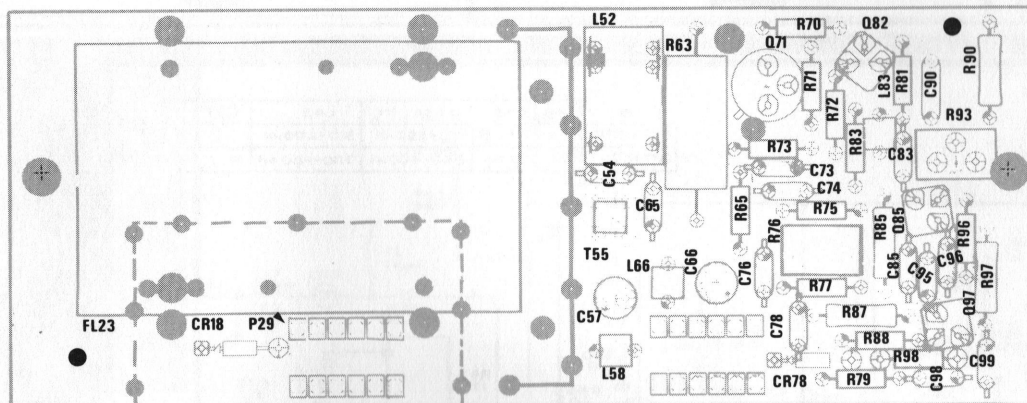 L52
R63
R70
Q82
Q71
R71
R72
L83
R81
C90
R90
R83
R93
C83
R73
C73
C74
C54
C65
R65
R75
R76
R85
Q85
R96
C96
T55
L66
C66
C76
R77
C85
C95
R97
Q97
FL23
CR18
P29
C57
C78
R87
R88
R98
C99
L58
CR78
R79
C98